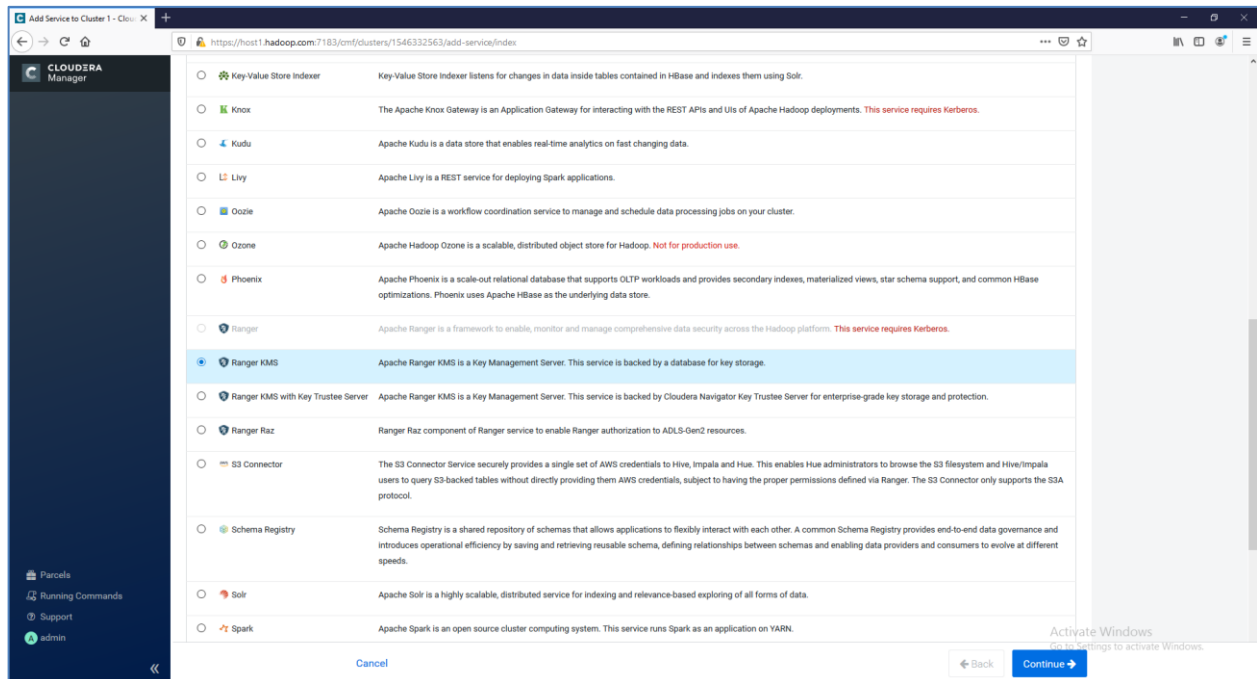 Add Service to Cluster 1 - Clou
https://host1.hadoop.com:7183/cmf/clusters/1546332563/add-service/index
CLOUDERA
Manager
Key-Value Store Indexer Key-Value Store Indexer listens for changes in data inside tables contained in HBase and indexes them using Solr.
Knox The Apache Knox Gateway is an Application Gateway for interacting with the REST APIs and UIs of Apache Hadoop deployments. This service requires Kerberos.
Kudu Apache Kudu is a data store that enables real-time analytics on fast changing data.
Livy Apache Livy is a REST service for deploying Spark applications.
Oozie Apache Oozie is a workflow coordination service to manage and schedule data processing jobs on your cluster.
Ozone Apache Hadoop Ozone is a scalable, distributed object store for Hadoop. Not for production use.
Phoenix Apache Phoenix is a scale-out relational database that supports OLTP workloads and provides secondary indexes, materialized views, star schema support, and common HBase
optimizations. Phoenix uses Apache HBase as the underlying data store.
Ranger Apache Ranger is a framework to enable, monitor and manage comprehensive data security across the Hadoop platform. This service requires Kerberos.
Ranger KMS Apache Ranger KMS is a Key Management Server. This service is backed by a database for key storage.
Ranger KMS with Key Trustee Server Apache Ranger KMS is a Key Management Server. This service is backed by Cloudera Navigator Key Trustee Server for enterprise-grade key storage and protection.
Ranger Raz Ranger Raz component of Ranger service to enable Ranger authorization to ADLS-Gen2 resources.
S3 Connector The S3 Connector Service securely provides a single set of AWS credentials to Hive, Impala and Hue. This enables Hue administrators to browse the S3 filesystem and Hive/Impala
users to query S3-backed tables without directly providing them AWS credentials, subject to having the proper permissions defined via Ranger. The S3 Connector only supports the S3A
protocol.
Schema Registry Schema Registry is a shared repository of schemas that allows applications to flexibly interact with each other. A common Schema Registry provides end-to-end data governance and
introduces operational efficiency by saving and retrieving reusable schema, defining relationships between schemas and enabling data providers and consumers to evolve at different
speeds.
Solr Apache Solr is a highly scalable, distributed service for indexing and relevance-based exploring of all forms of data.
Spark Apache Spark is an open source cluster computing system. This service runs Spark as an application on YARN.
Parcels
Running Commands
Support
A admin
Activate Windows
Go to Settings to activate Windows.
Cancel
Back
Continue